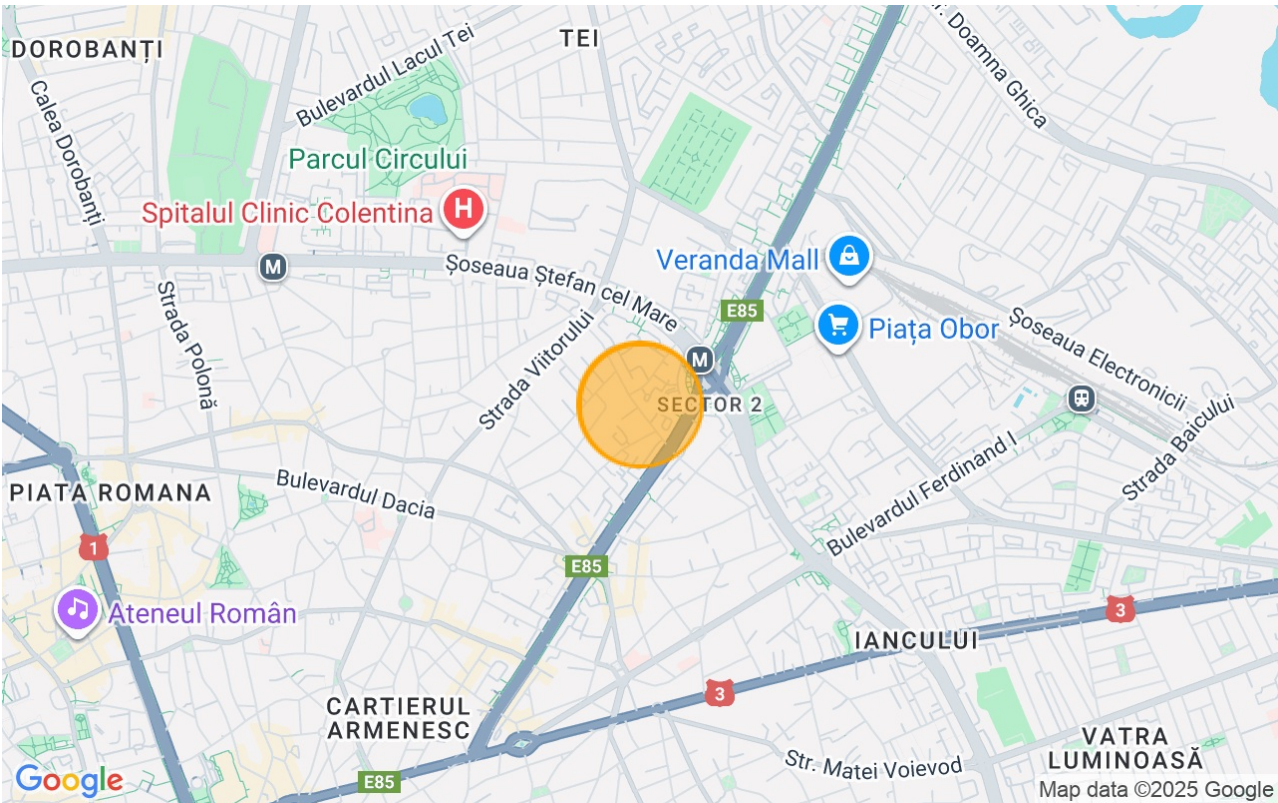 DOROBANȚI
TEI
Bulevardul Lacul Tei
Doamna Ghica
Calea Dorobanți
Parcul Circului
Spitalul Clinic Colentina
H
Veranda Mall
M
Șoseaua Ștefan cel Mare
E85
Piața Obor
Șoseaua Electronicii
Strada Polonă
Strada Viitorului
M
SECTOR 2
Strada Baicului
Bulevardul Ferdinand I
PIATA ROMANA
Bulevardul Dacia
1
E85
Ateneul Român
3
IANCULUI
CARTIERUL
ARMENESC
3
VATRA
LUMINOASĂ
Str. Matei Voievod
Google
E85
Map data ©2025 Google